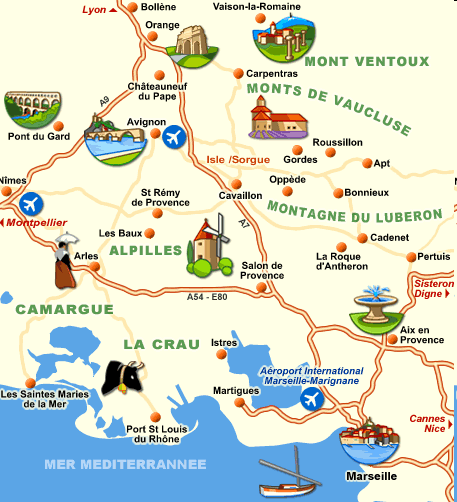 Lyon
Bollène
Vaison-la-Romaine
Orange
MONT VENTOUX
Carpentras
Châteauneuf
du Pape
MONTS DE VAUCLUSE
A9
Pont du Gard
Avignon
Roussillon
Isle /Sorgue
Gordes
Apt
Nîmes
Oppède
St Rémy
de Provence
Cavaillon
Bonnieux
MONTAGNE DU LUBERON
Montpellier
A7
Les Baux
Cadenet
ALPILLES
La Roque
d'Antheron
Pertuis
Arles
Salon de
Provence
Sisteron
Digne
A54 - E80
CAMARGUE
Aix en
Provence
LA CRAU
Istres
Aéroport International
Marseille-Marignane
Les Saintes Maries
de la Mer
Martigues
Port St Louis
du Rhône
Cannes
Nice
MER MEDITERRANNEE
Marseille